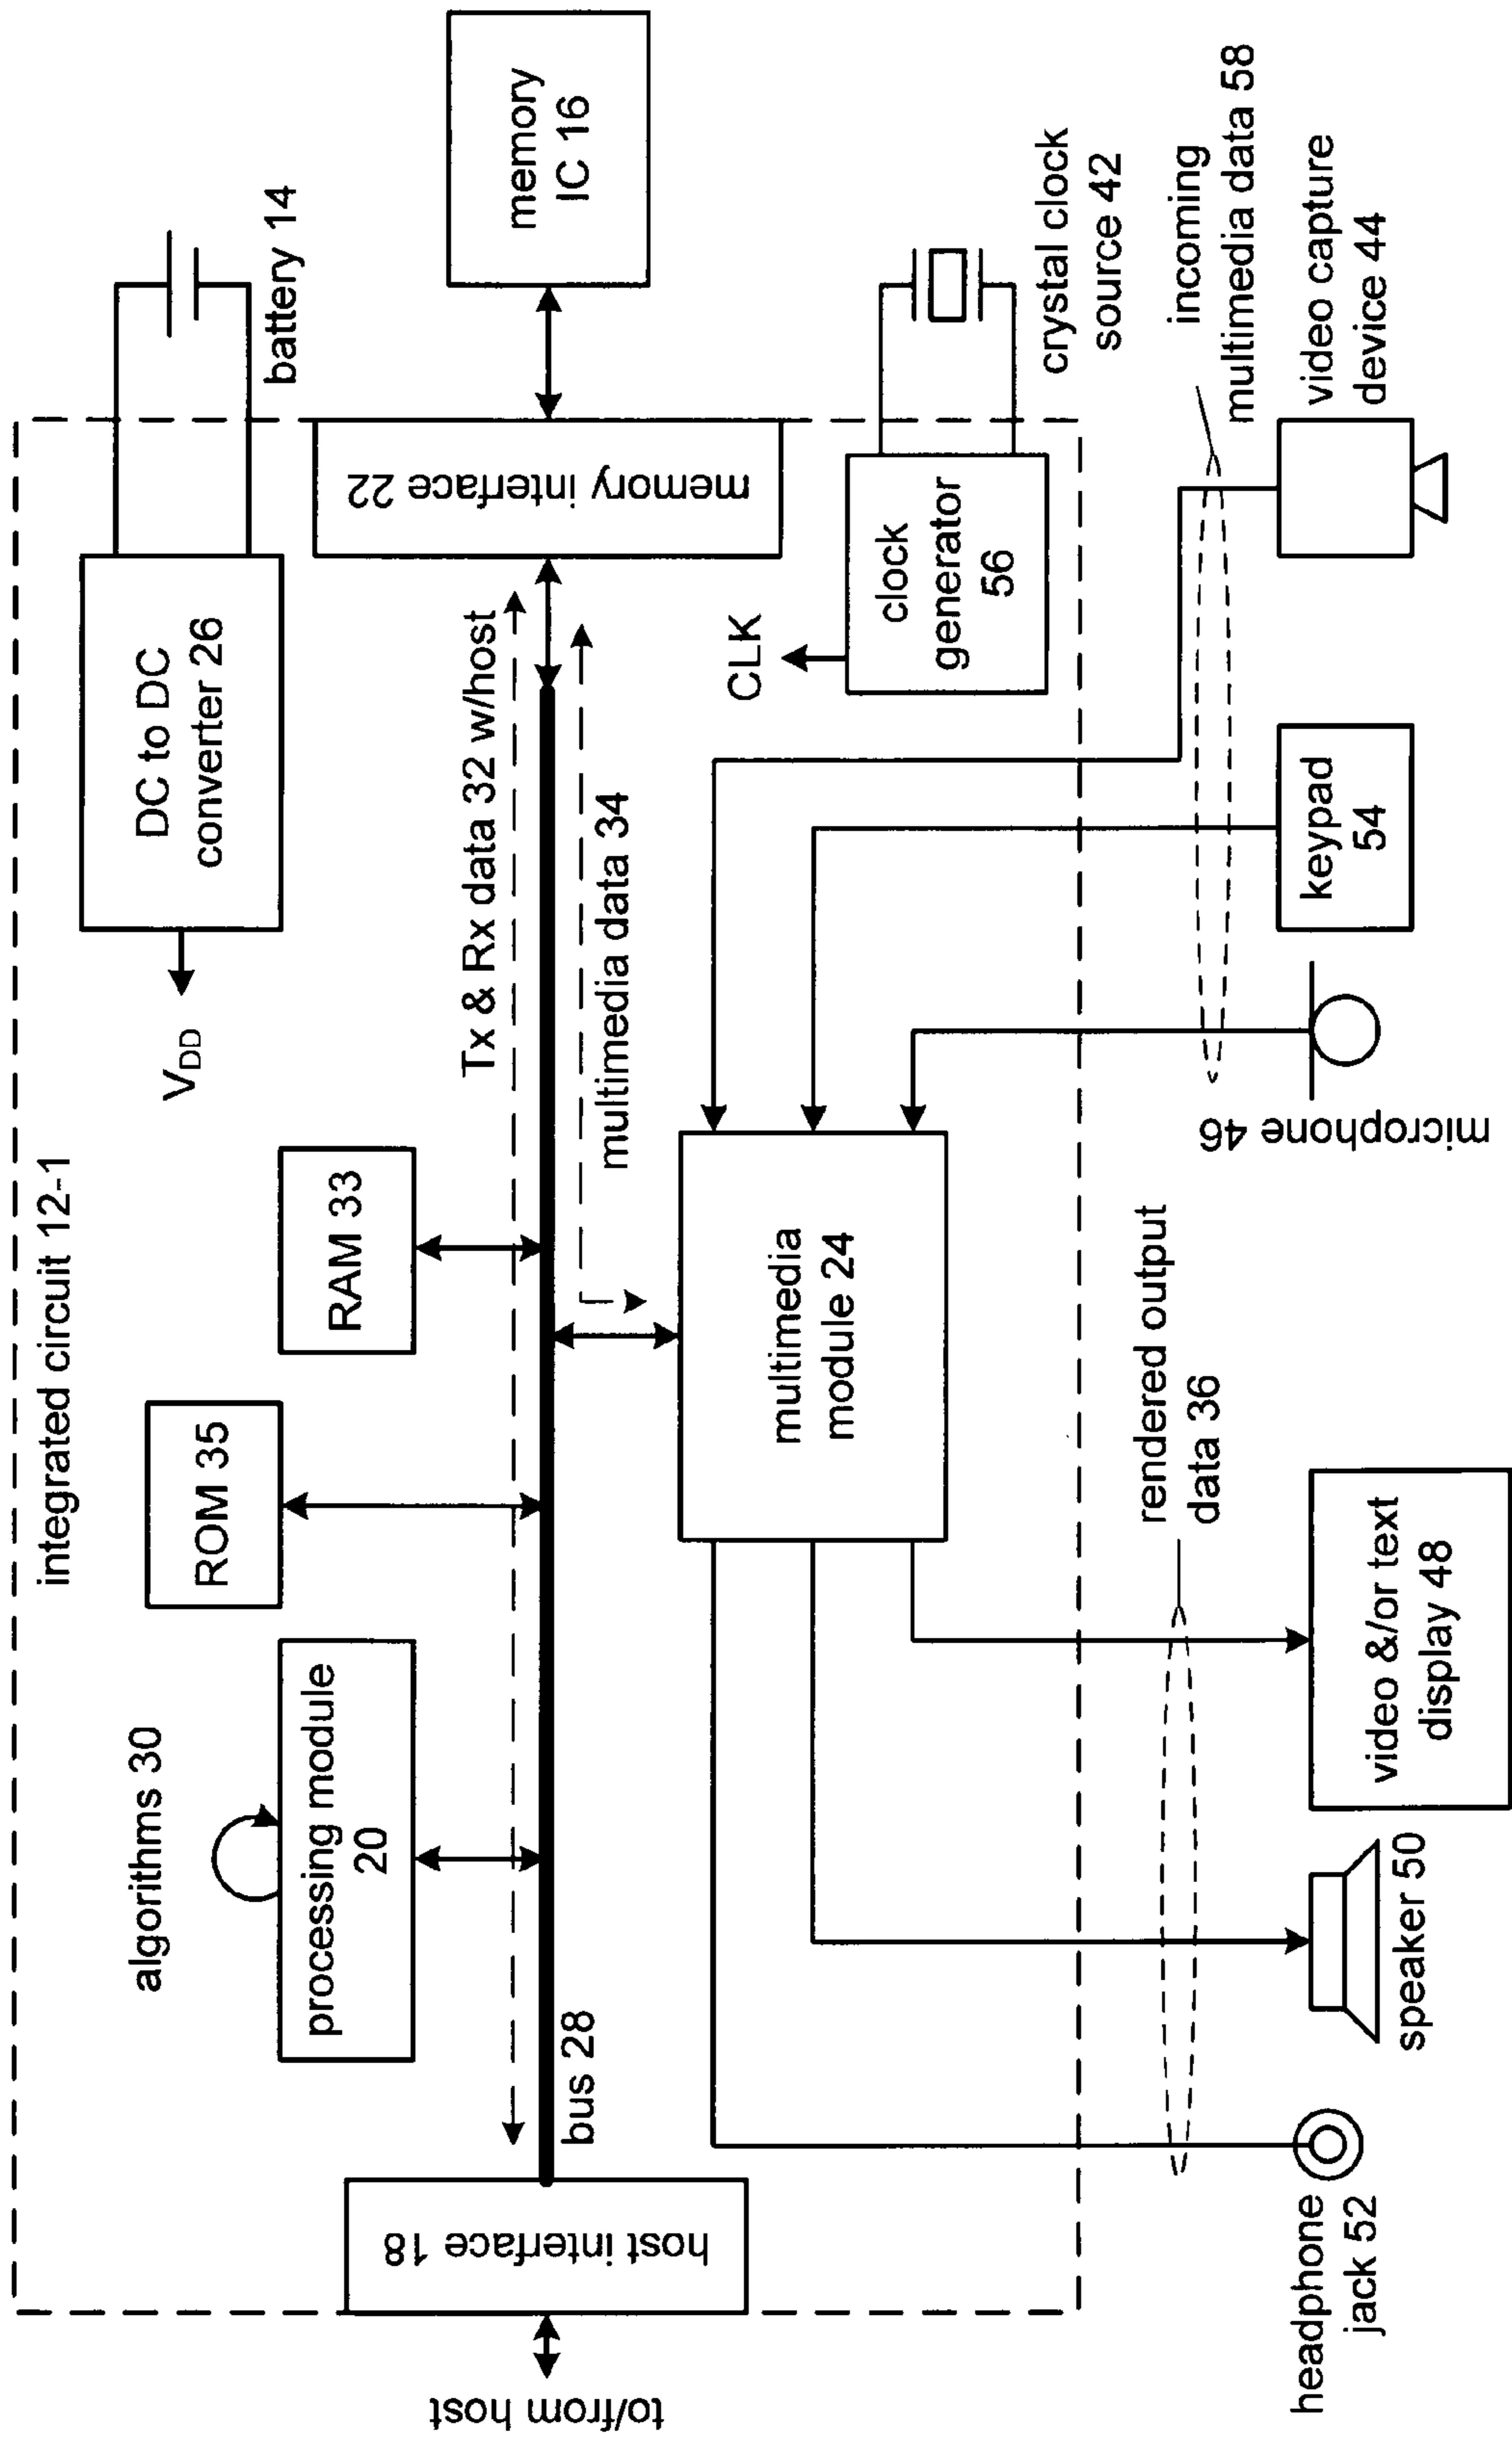 integrated circuit 12-1
algorithms 30
processing module
20
ROM 35
RAM 33
V_DD
DC to DC
converter 26
battery 14
to/from host
host interface 18
bus 28
Tx & Rx data 32 w/host
multimedia data 34
memory interface 22
memory
IC 16
multimedia
module 24
CLK
clock
generator
56
crystal clock
source 42
rendered output
data 36
incoming
multimedia data 58
headphone
jack 52
speaker 50
video &/or text
display 48
microphone 46
keypad
54
video capture
device 44